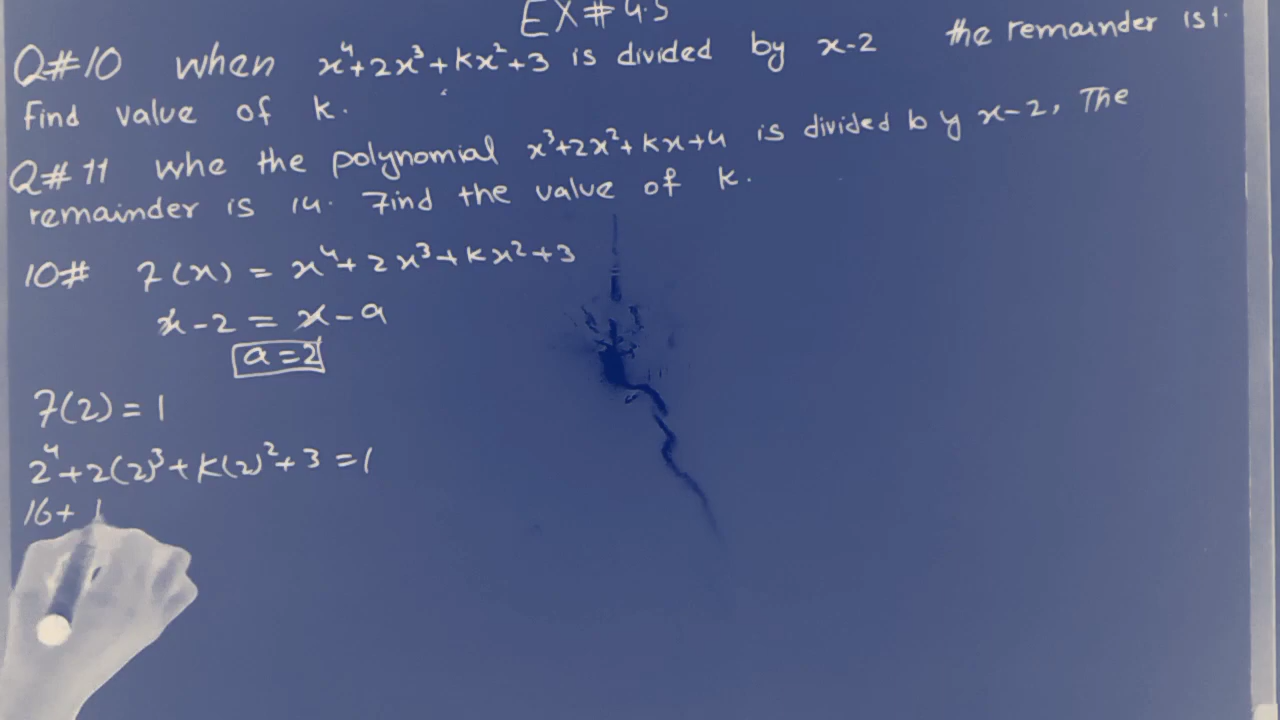 EX # 4.5
Q#10 when x⁴+2x³+kx²+3 is divided by x-2 the remainder is 1.
Find value of k.
Q# 11 whe the polynomial x³+2x²+kx+4 is divided by x-2, The
remainder is 14. Find the value of k.
10# F(x) = x⁴+2x³+kx²+3
x-2 = x-a
a=2
F(2) = 1
2⁴+2(2)³+k(2)²+3 = 1
16+ 1